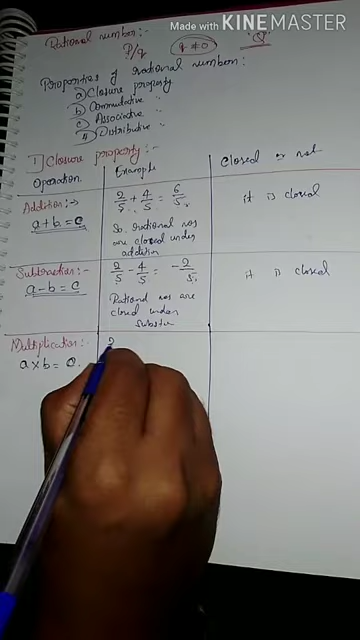 Made with KINEMASTER
Rational number:-
P/q q ≠ 0 "Q"
Properties of rational numbers:
a) Closure property
b) Commutative "
c) Associative "
d) Distributive "
1) Closure property:-
Operation Example Closed or not
Addition:-
a + b = c
2/5 + 4/5 = 6/5
So, rational nos are closed under addition
it is closed
Subtraction:-
a - b = c
2/5 - 4/5 = -2/5
Rational nos are closed under
it is closed
Multiplication:-
a × b = c.
2